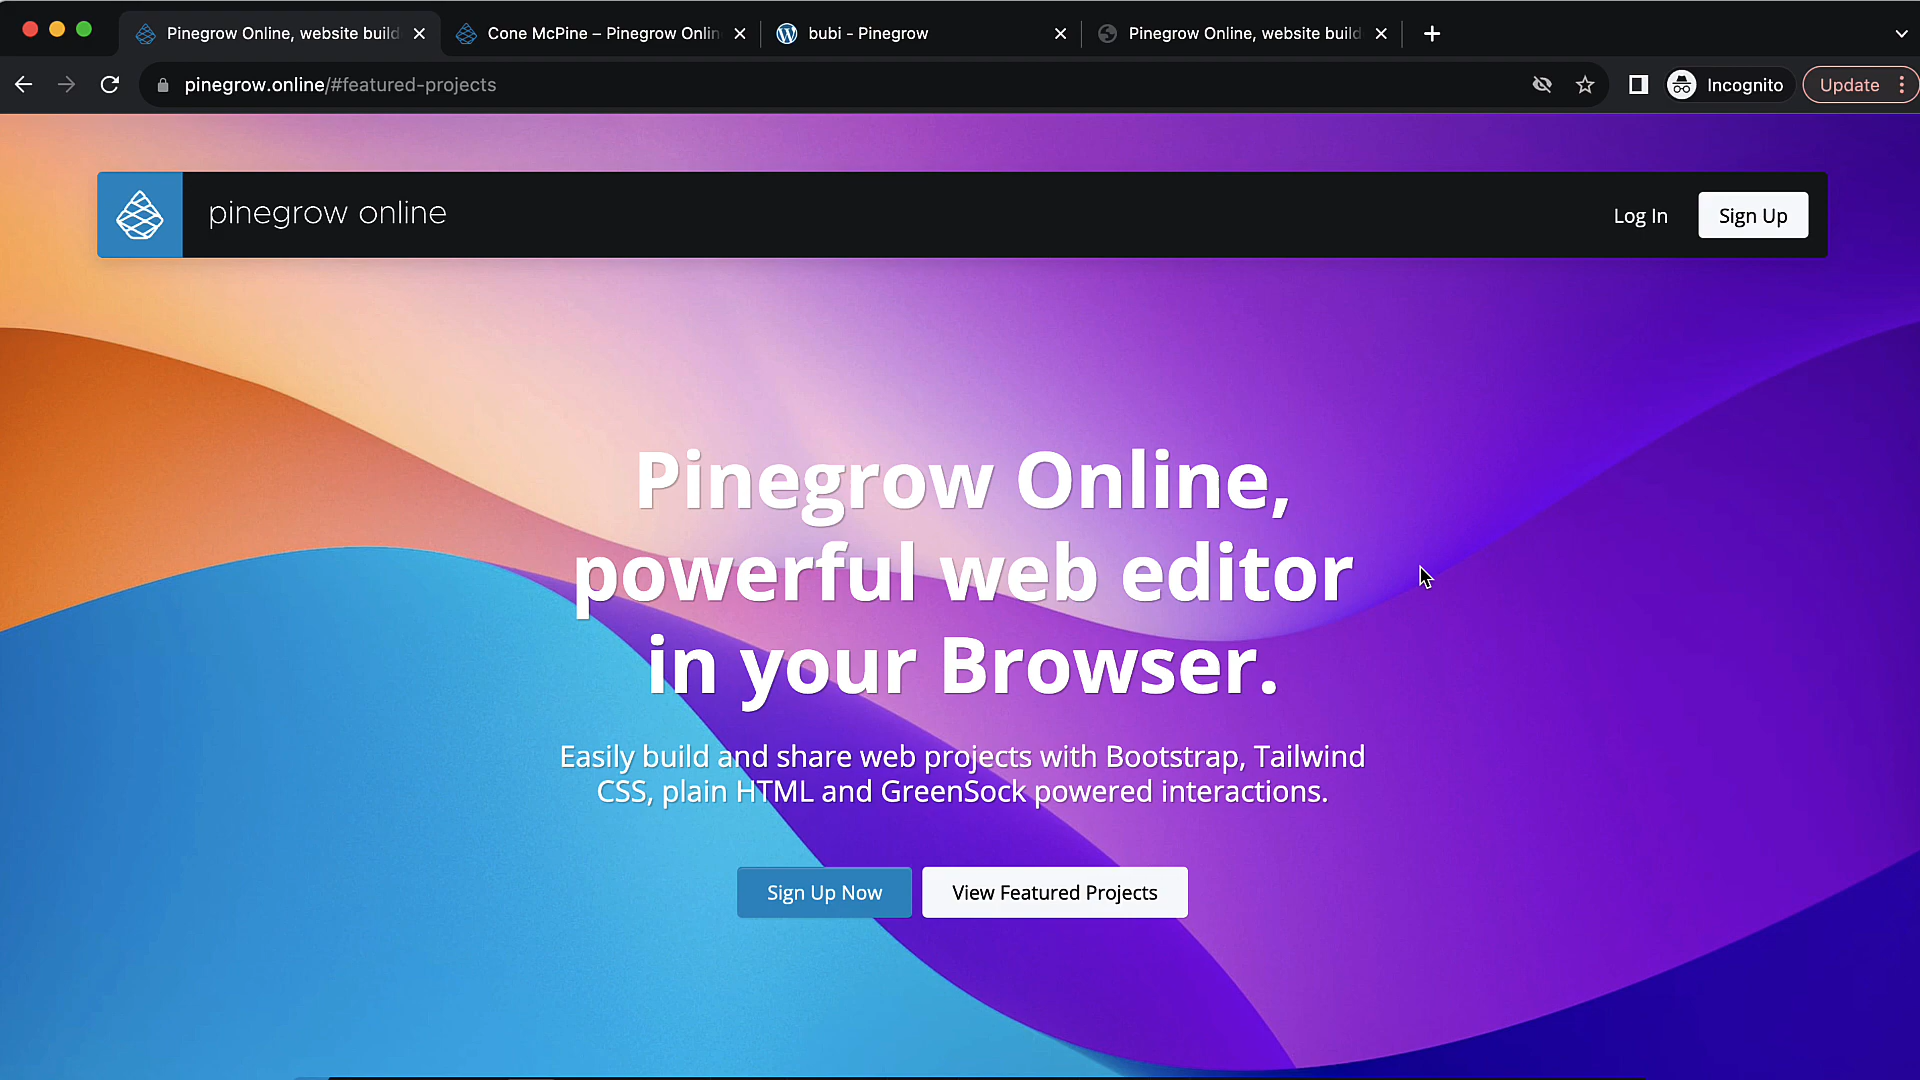 Pinegrow Online, website build
Cone McPine – Pinegrow Onlin
bubi - Pinegrow
Pinegrow Online, website build
pinegrow.online/#featured-projects
Incognito
Update
pinegrow online
Log In
Sign Up
Pinegrow Online,
powerful web editor
in your Browser.
Easily build and share web projects with Bootstrap, Tailwind
CSS, plain HTML and GreenSock powered interactions.
Sign Up Now
View Featured Projects